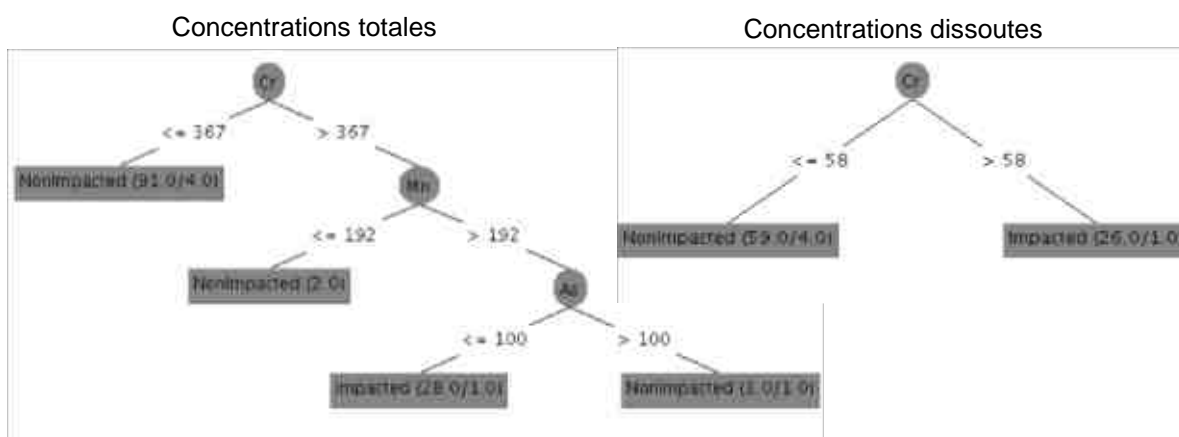 Concentrations totales
Concentrations dissoutes
Cr
Cr
<= 367
> 367
<= 58
> 58
NonImpacted (91.0/4.0)
Mn
NonImpacted (59.0/4.0)
Impacted (26.0/1.0)
<= 192
> 192
NonImpacted (2.0)
As
<= 100
> 100
Impacted (28.0/1.0)
NonImpacted (3.0/1.0)